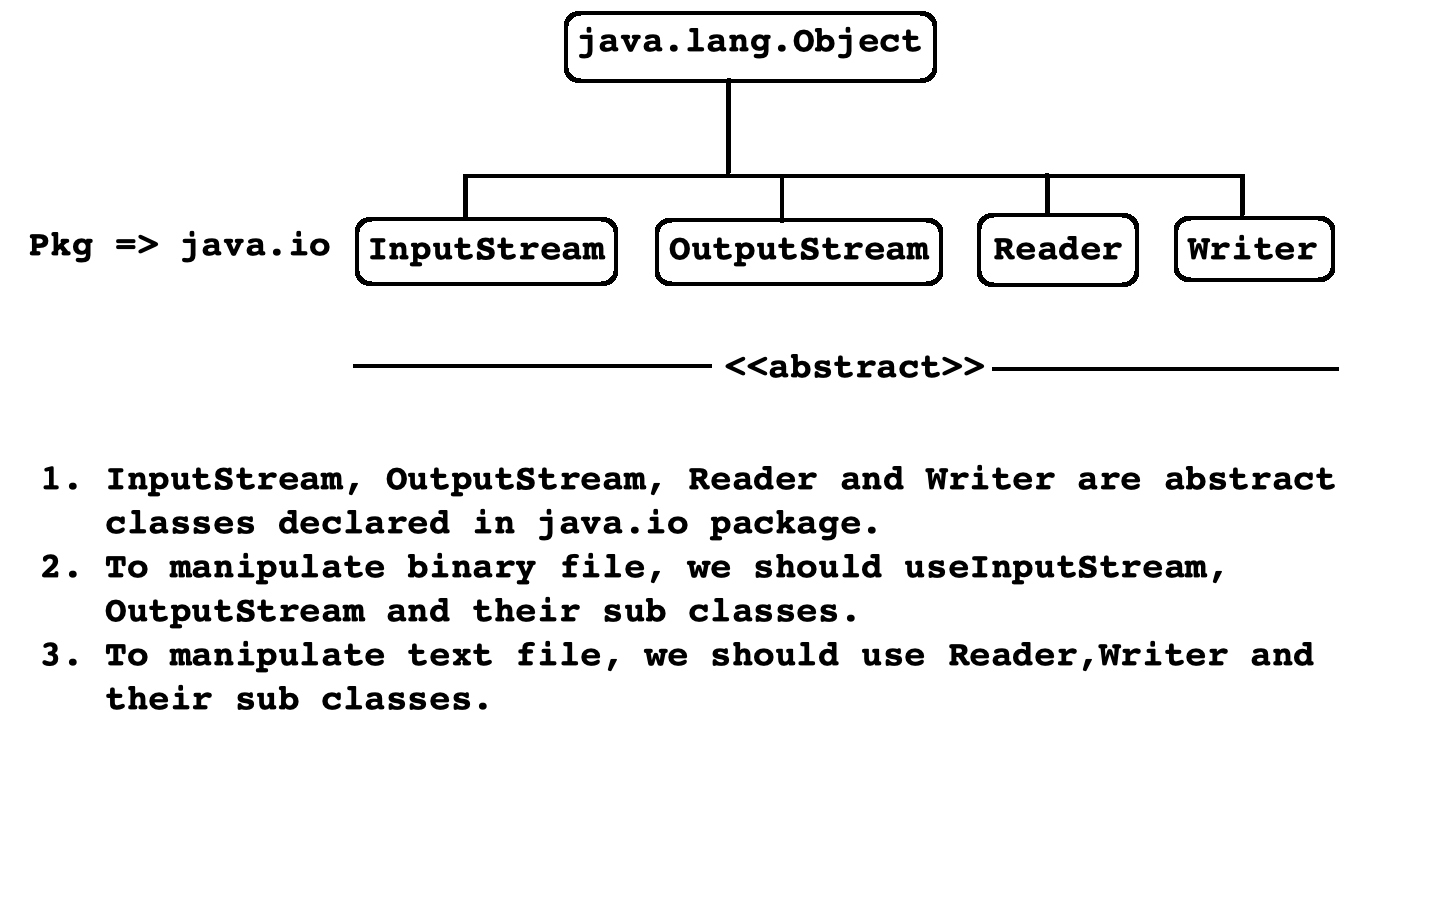 java.lang.Object
Pkg => java.io InputStream OutputStream Reader Writer
<<abstract>>
1. InputStream, OutputStream, Reader and Writer are abstract
classes declared in java.io package.
2. To manipulate binary file, we should useInputStream,
OutputStream and their sub classes.
3. To manipulate text file, we should use Reader,Writer and
their sub classes.